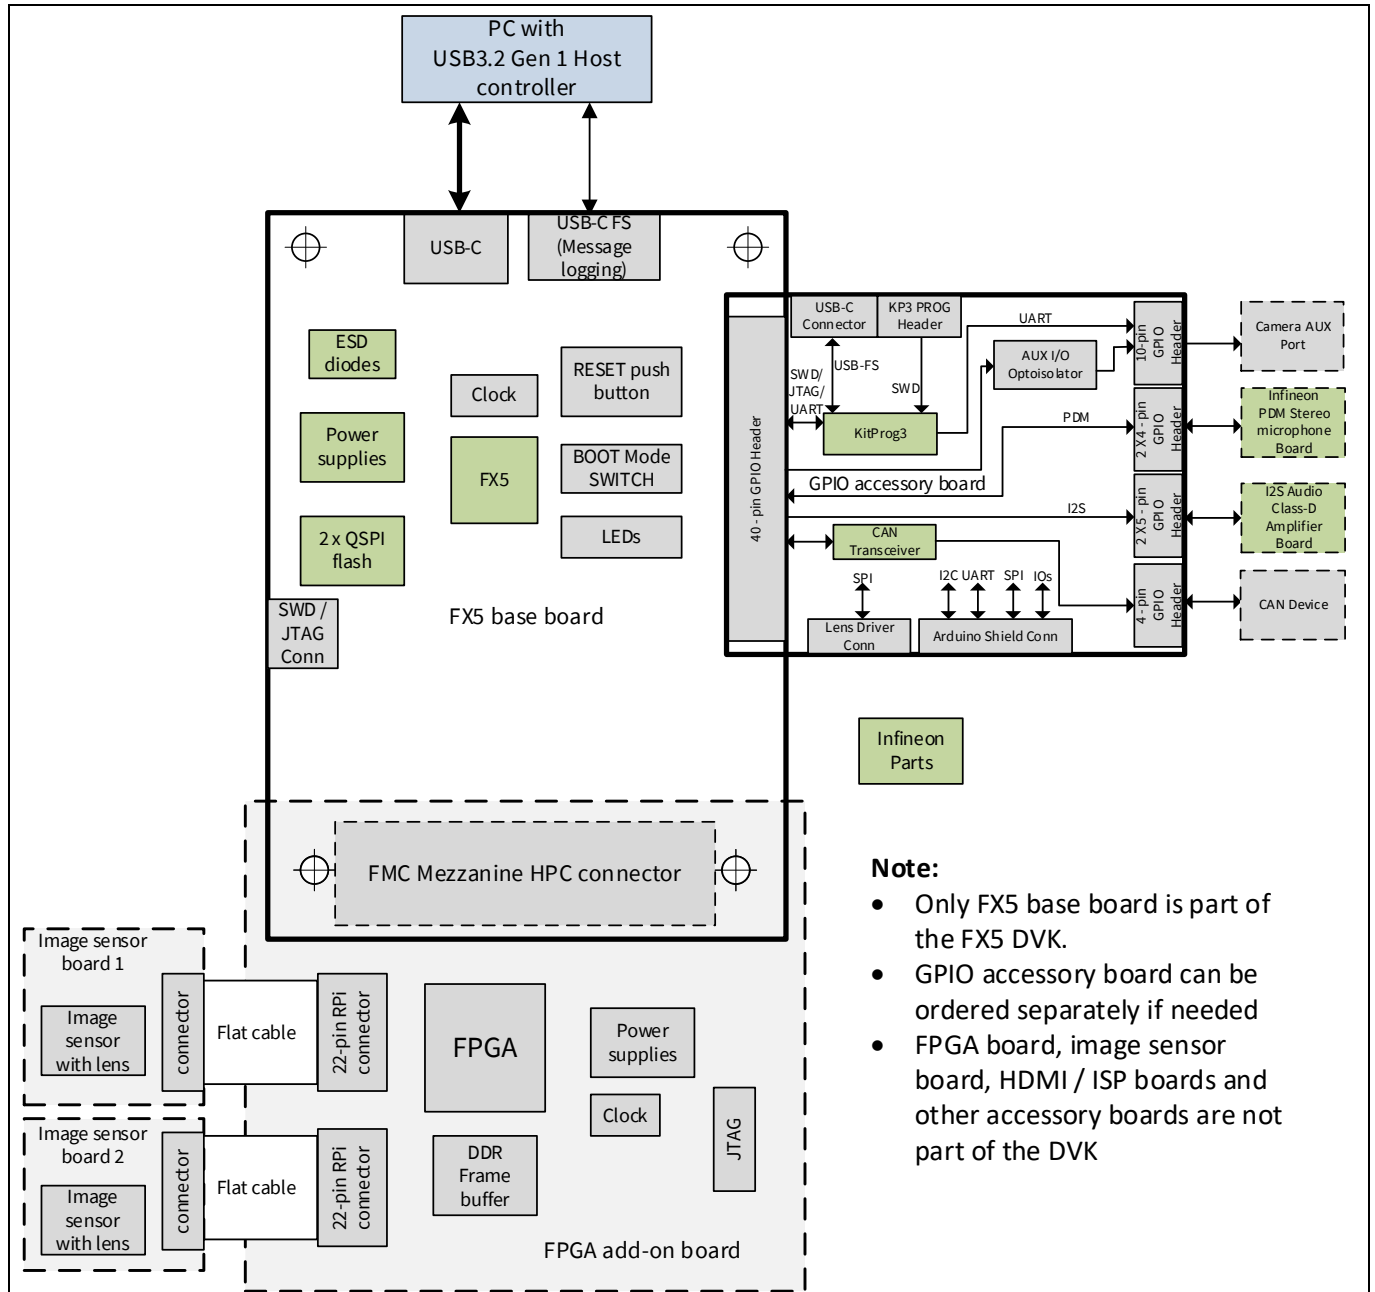 PC with
USB3.2 Gen 1 Host
controller
USB-C
USB-C FS
(Message
logging)
ESD
diodes
Clock
RESET push
button
Power
supplies
FX5
BOOT Mode
SWITCH
2 x QSPI
flash
LEDs
SWD /
JTAG
Conn
FX5 base board
40 - pin GPIO Header
USB-C
Connector
KP3 PROG
Header
UART
AUX I/O
Optoisolator
USB-FS
SWD/
JTAG/
UART
SWD
KitProg3
PDM
GPIO accessory board
I2S
CAN
Transceiver
SPI
I2C UART SPI IOs
Lens Driver
Conn
Arduino Shield Conn
10-pin
GPIO
Header
2 X4 - pin
GPIO
Header
2 X5 - pin
GPIO
Header
4 - pin
GPIO
Header
Camera AUX
Port
Infineon
PDM Stereo
microphone
Board
I2S Audio
Class-D
Amplifier
Board
CAN Device
Infineon
Parts
FMC Mezzanine HPC connector
Note:
• Only FX5 base board is part of
the FX5 DVK.
• GPIO accessory board can be
ordered separately if needed
• FPGA board, image sensor
board, HDMI / ISP boards and
other accessory boards are not
part of the DVK
Image sensor
board 1
Image
sensor
with lens
connector
Flat cable
22-pin RPi
connector
FPGA
Power
supplies
Clock
JTAG
DDR
Frame
buffer
Image sensor
board 2
Image
sensor
with lens
connector
Flat cable
22-pin RPi
connector
FPGA add-on board